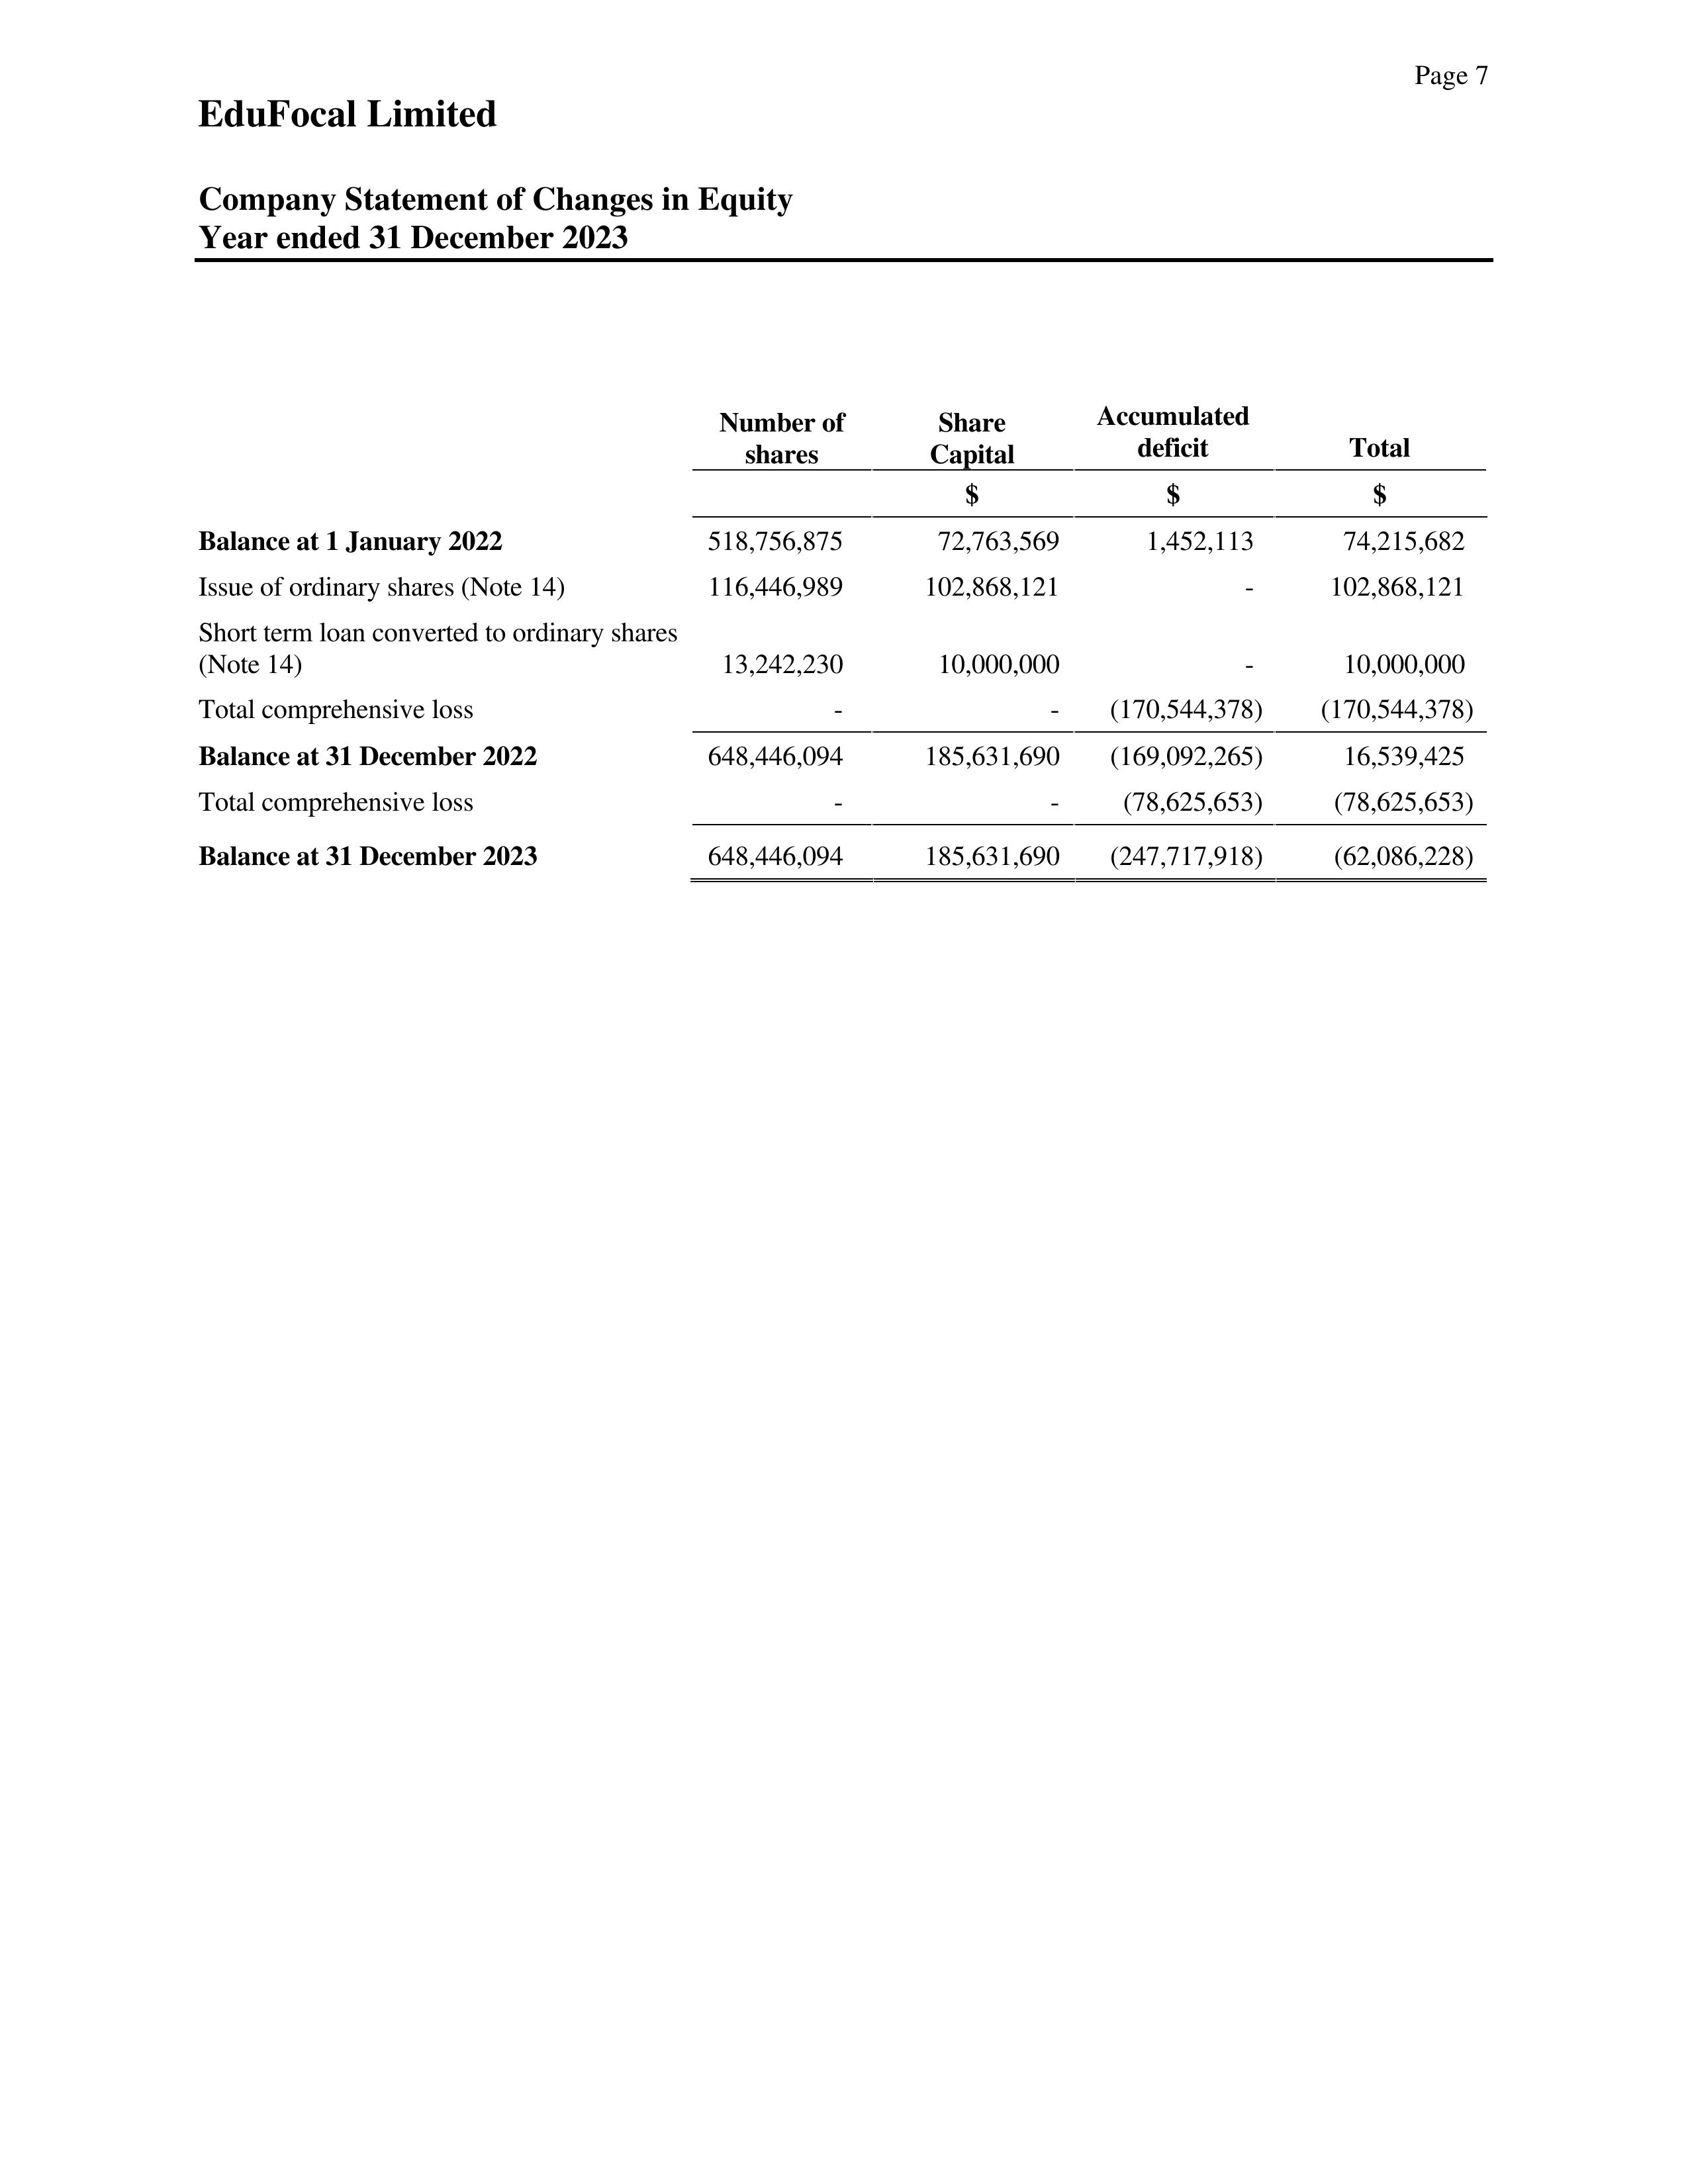 Page 7
EduFocal Limited
Company Statement of Changes in Equity
Year ended 31 December 2023
Number of shares Share Capital Accumulated deficit Total
$ $ $
Balance at 1 January 2022 518,756,875 72,763,569 1,452,113 74,215,682
Issue of ordinary shares (Note 14) 116,446,989 102,868,121 - 102,868,121
Short term loan converted to ordinary shares
(Note 14) 13,242,230 10,000,000 - 10,000,000
Total comprehensive loss - - (170,544,378) (170,544,378)
Balance at 31 December 2022 648,446,094 185,631,690 (169,092,265) 16,539,425
Total comprehensive loss - - (78,625,653) (78,625,653)
Balance at 31 December 2023 648,446,094 185,631,690 (247,717,918) (62,086,228)